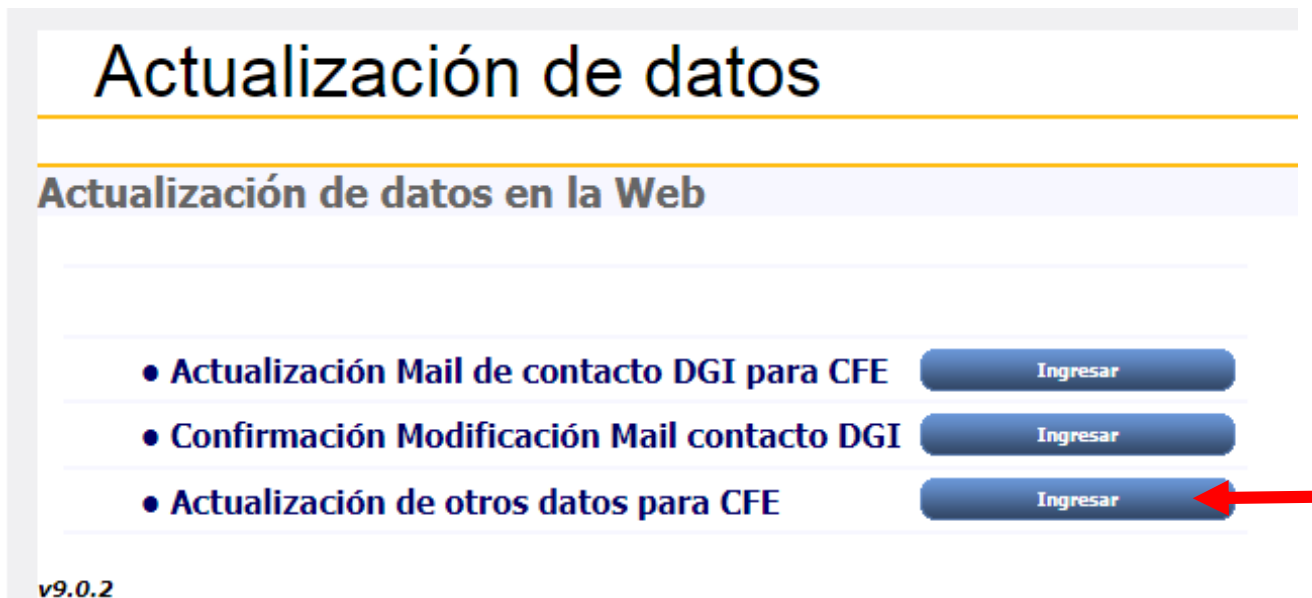 Actualización de datos
Actualización de datos en la Web
• Actualización Mail de contacto DGI para CFE Ingresar
• Confirmación Modificación Mail contacto DGI Ingresar
• Actualización de otros datos para CFE Ingresar
v9.0.2